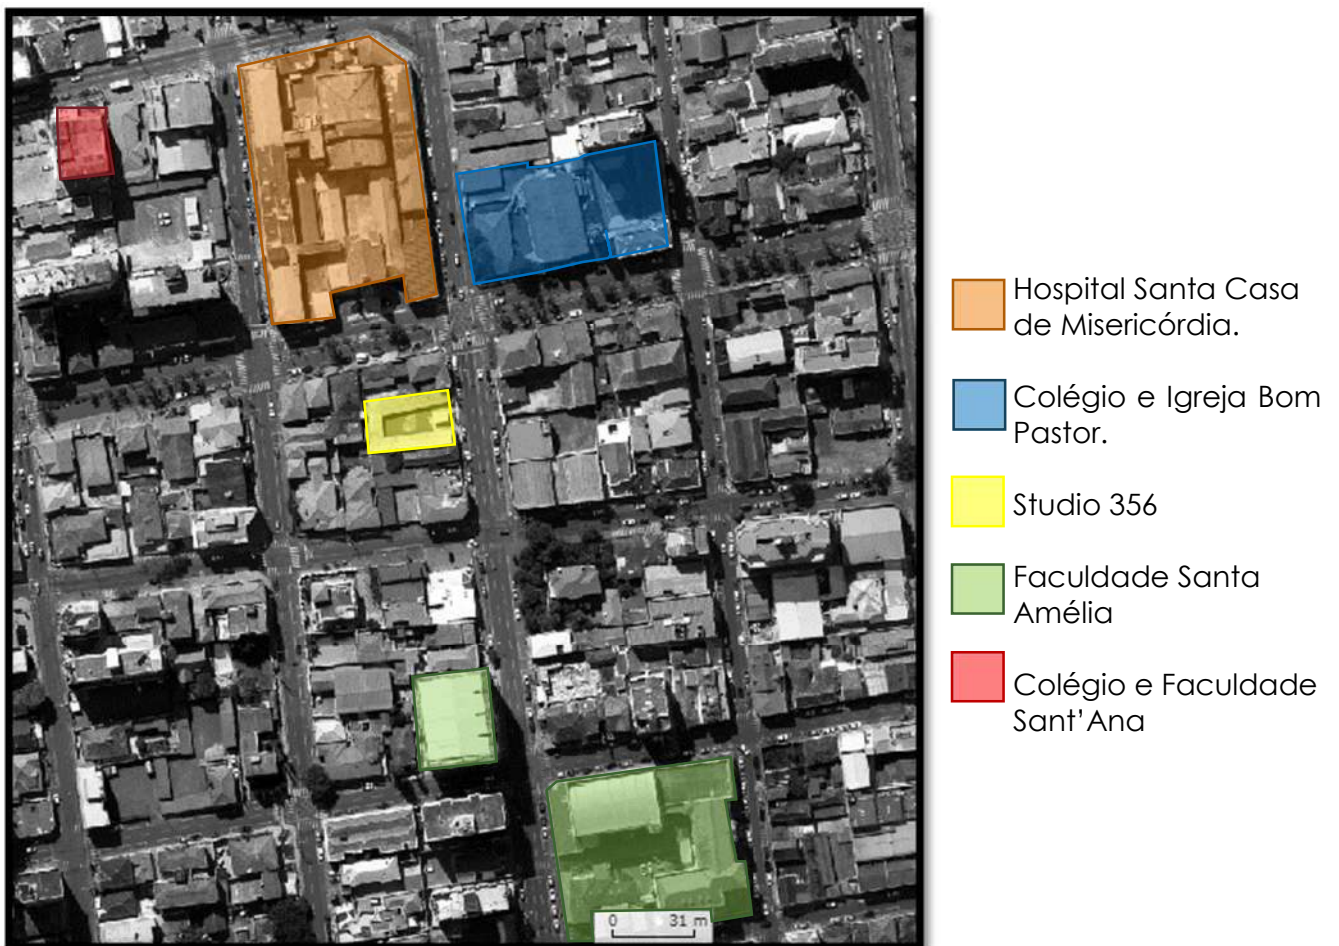 Hospital Santa Casa
de Misericórdia.
Colégio e Igreja Bom
Pastor.
Studio 356
Faculdade Santa
Amélia
Colégio e Faculdade
Sant'Ana
0 31 m